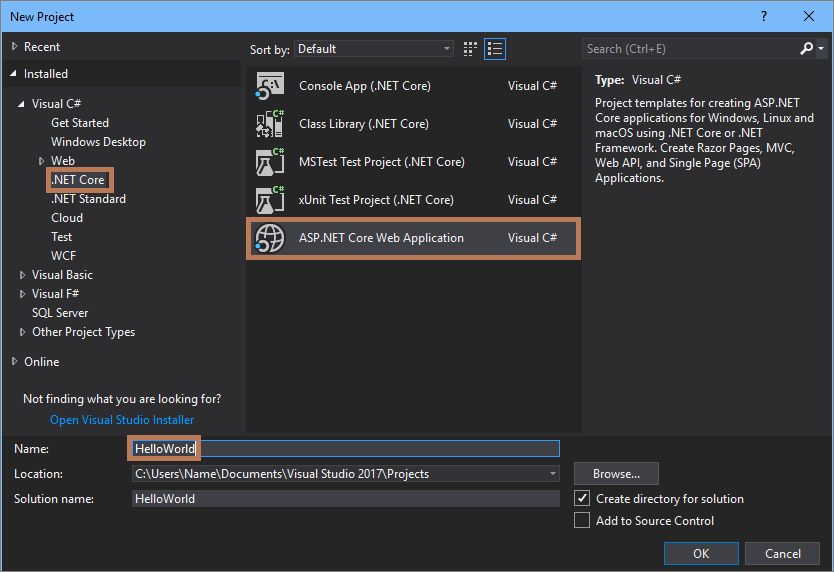 New Project
? ×
Recent
Sort by: Default
Search (Ctrl+E)
Installed
Visual C#
Get Started
Windows Desktop
Web
.NET Core
.NET Standard
Cloud
Test
WCF
Visual Basic
Visual F#
SQL Server
Other Project Types
Online
Not finding what you are looking for?
Open Visual Studio Installer
C:\ Console App (.NET Core) Visual C#
C# Class Library (.NET Core) Visual C#
C# MSTest Test Project (.NET Core) Visual C#
C# xUnit Test Project (.NET Core) Visual C#
ASP.NET Core Web Application Visual C#
Type: Visual C#
Project templates for creating ASP.NET
Core applications for Windows, Linux and
macOS using .NET Core or .NET
Framework. Create Razor Pages, MVC,
Web API, and Single Page (SPA)
Applications.
Name: HelloWorld
Location: C:\Users\Name\Documents\Visual Studio 2017\Projects
Browse...
Solution name: HelloWorld
Create directory for solution
Add to Source Control
OK Cancel